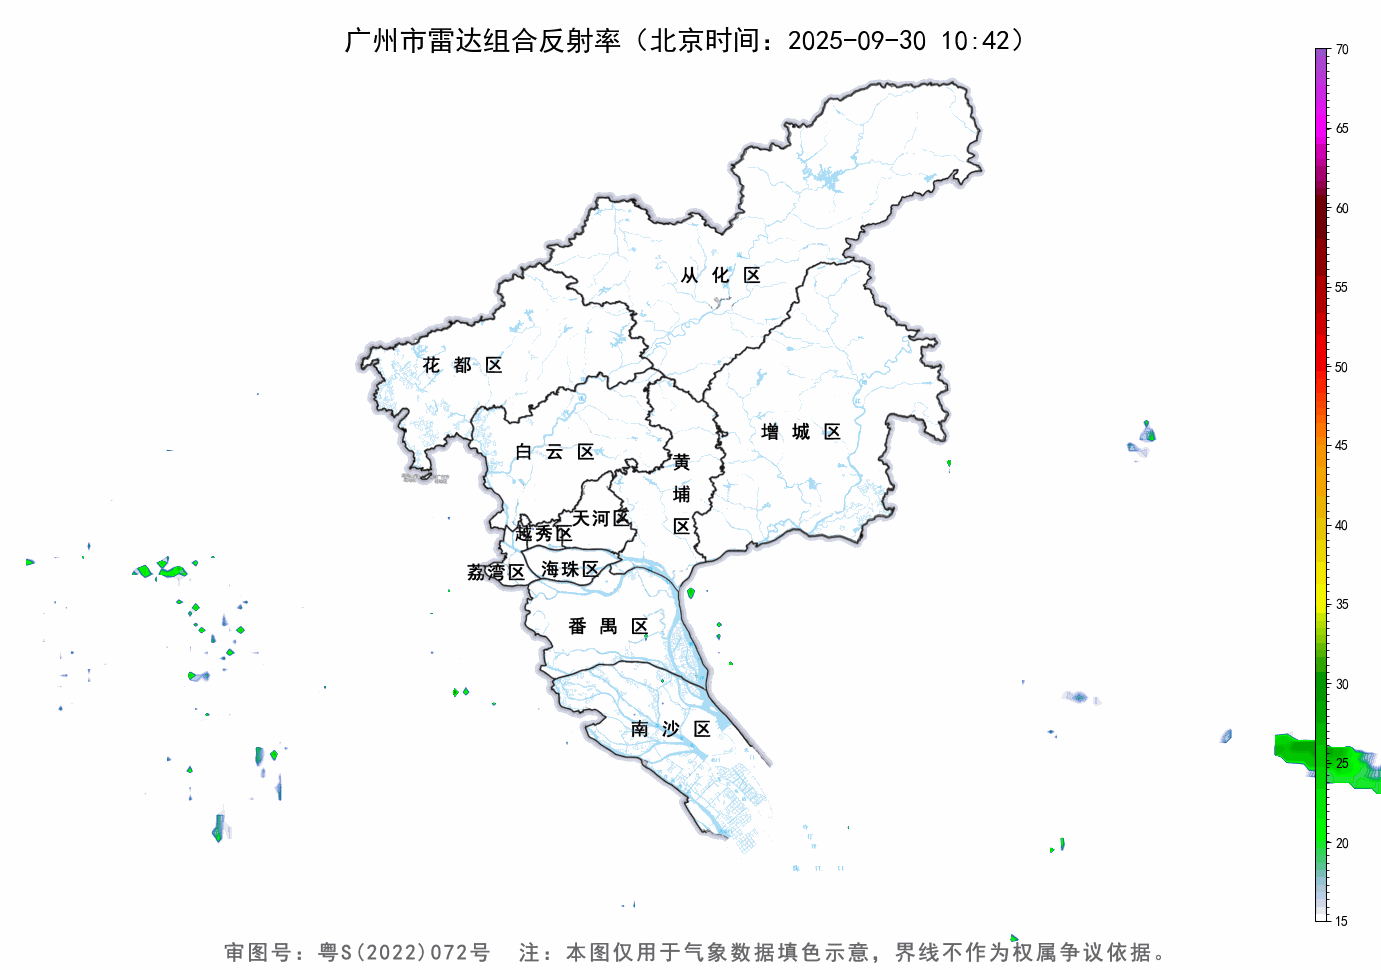 广州市雷达组合反射率（北京时间：2025-09-30 10:42）
70
65
60
55
50
45
40
35
30
25
20
15
从化区
花都区
增城区
白云区
黄埔区
天河区
越秀区
海珠区
荔湾区
番禺区
南沙区
审图号：粤S(2022)072号 注：本图仅用于气象数据填色示意，界线不作为权属争议依据。